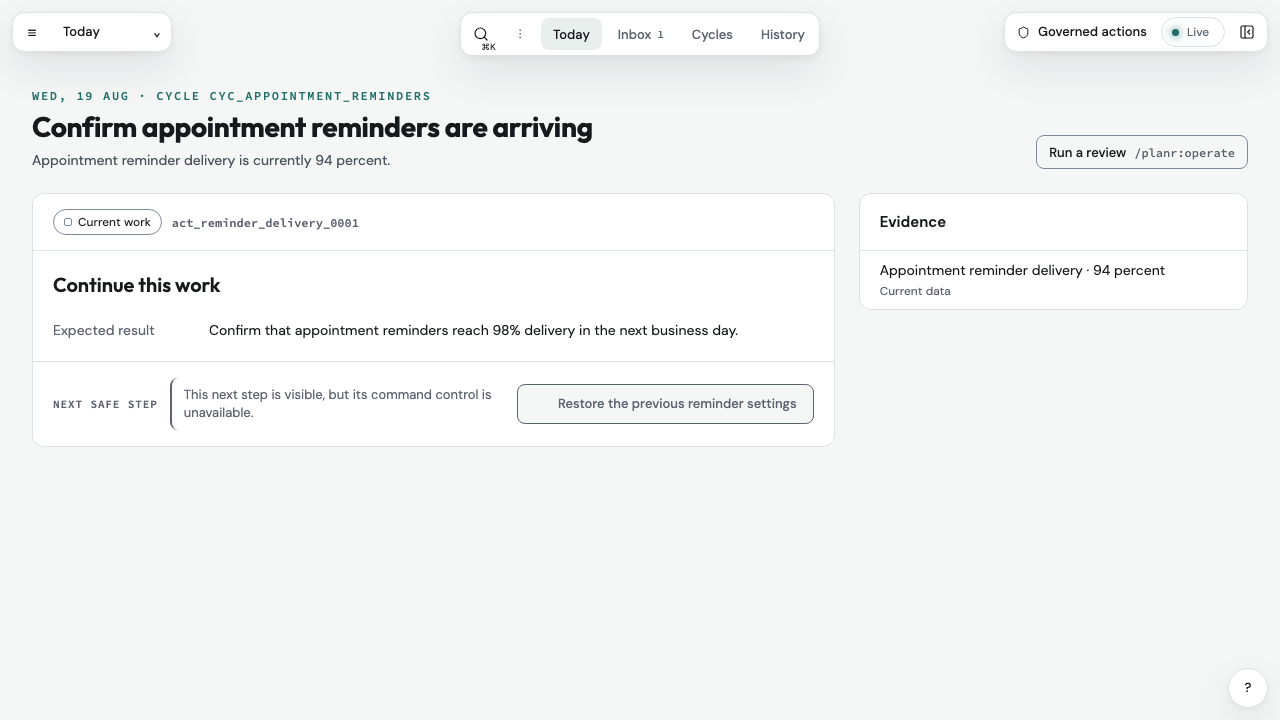 ≡ Today
⌘K
Today
Inbox 1
Cycles
History
Governed actions
Live
WED, 19 AUG · CYCLE CYC_APPOINTMENT_REMINDERS
Confirm appointment reminders are arriving
Appointment reminder delivery is currently 94 percent.
Run a review /planr:operate
Current work act_reminder_delivery_0001
Continue this work
Expected result Confirm that appointment reminders reach 98% delivery in the next business day.
NEXT SAFE STEP
This next step is visible, but its command control is
unavailable.
Restore the previous reminder settings
Evidence
Appointment reminder delivery · 94 percent
Current data
?